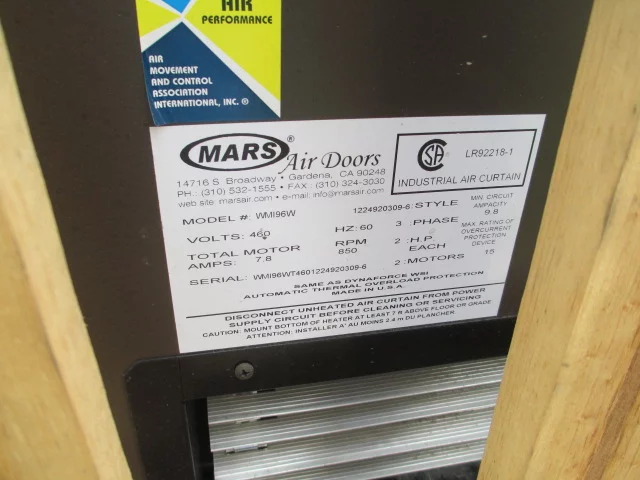 AIR
PERFORMANCE
AIR
MOVEMENT
AND CONTROL
ASSOCIATION
INTERNATIONAL, INC. ®
MARS® Air Doors
14716 S. Broadway • Gardena, CA 90248
PH.: (310) 532-1555 • FAX: (310) 324-3030
web site: marsair.com • e-mail: info@marsair.com
CSA
LR92218-1
INDUSTRIAL AIR CURTAIN
MODEL #: WMI96W 1224920309-6 : STYLE MIN. CIRCUIT AMPACITY 9.8
VOLTS: 460 HZ: 60 3 : PHASE MAX. RATING OF OVERCURRENT PROTECTION DEVICE 15
TOTAL MOTOR AMPS: 7.8 RPM 850 2 : H.P. EACH
SERIAL: WMI96WT4601224920309-6 2 : MOTORS
SAME AS DYNAFORCE WSI
AUTOMATIC THERMAL OVERLOAD PROTECTION
MADE IN U.S.A.
DISCONNECT UNHEATED AIR CURTAIN FROM POWER
SUPPLY CIRCUIT BEFORE CLEANING OR SERVICING
CAUTION: MOUNT BOTTOM OF HEATER AT LEAST 7 ft ABOVE FLOOR OR GRADE
ATTENTION: INSTALLER A' AU MOINS 2.4 m DU PLANCHER